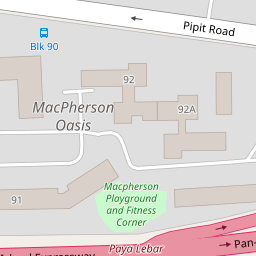 Pipit Road
Blk 90
92
MacPherson
Oasis
92A
Macpherson
Playground
and Fitness
Corner
91
Paya Lebar
Pan-